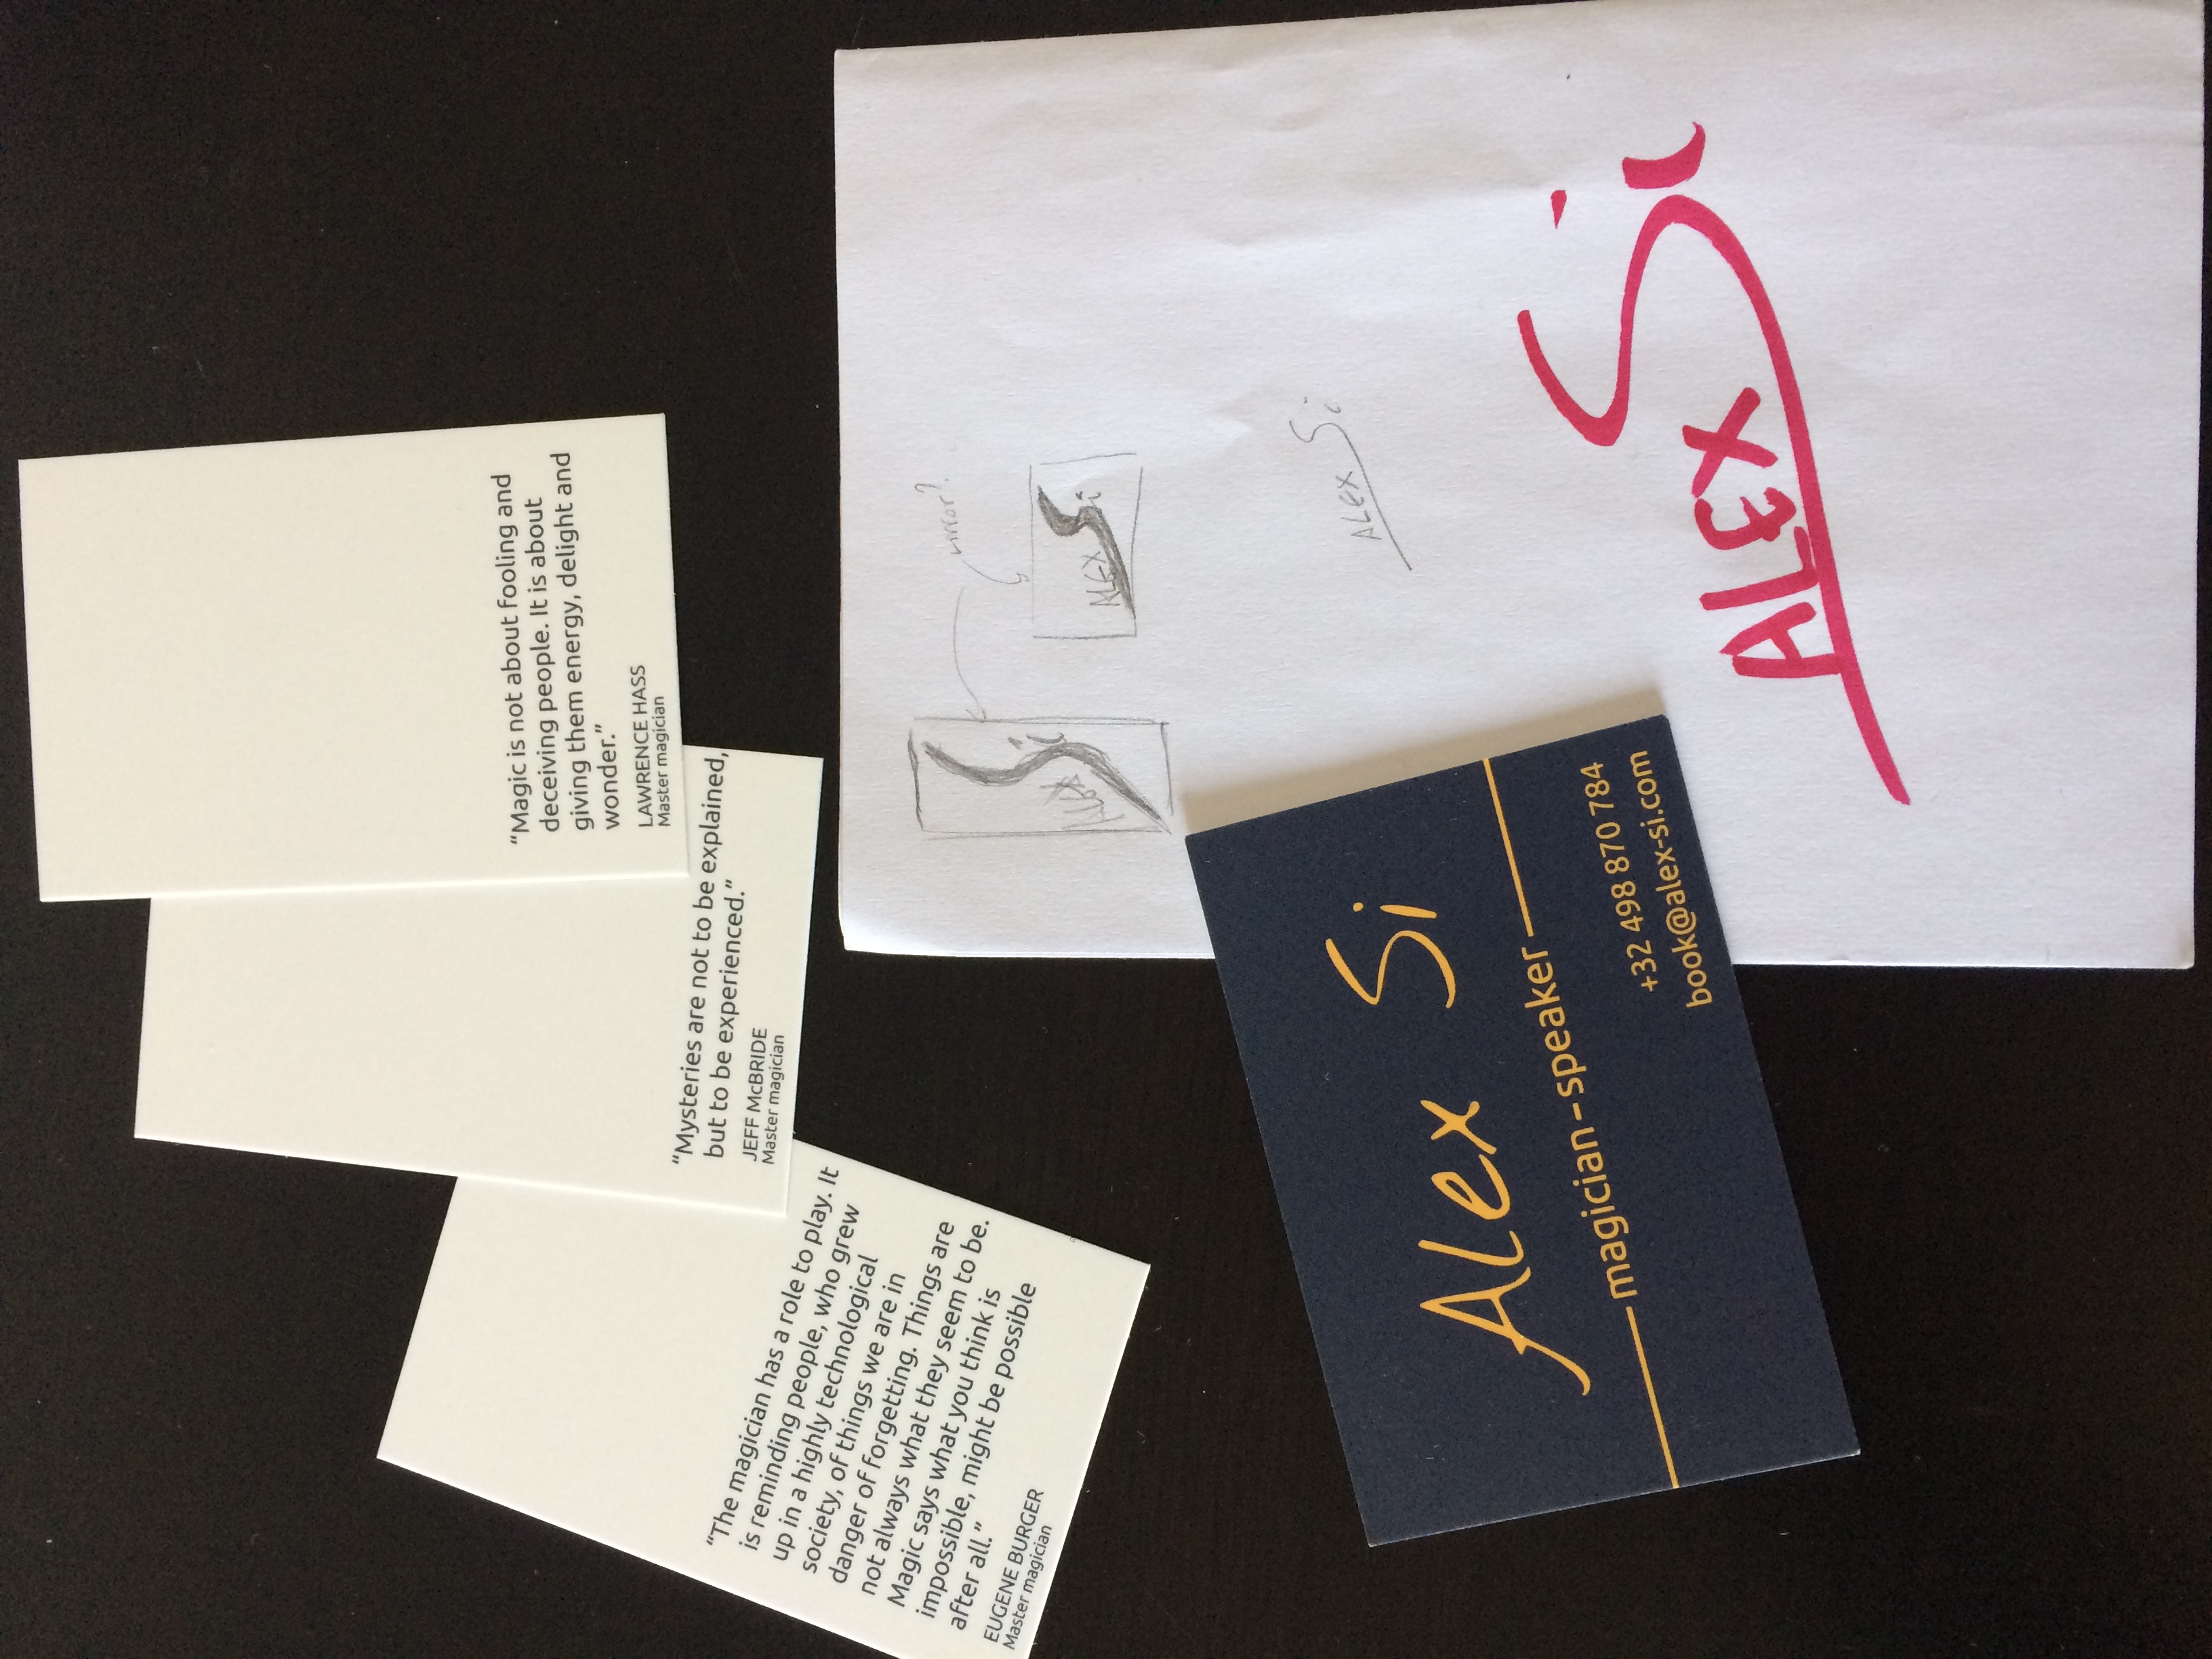 “Magic is not about fooling and
deceiving people. It is about
giving them energy, delight and
wonder.”
LAWRENCE HASS
Master magician
“Mysteries are not to be explained,
but to be experienced.”
JEFF McBRIDE
Master magician
“The magician has a role to play. It
is reminding people, who grew
up in a highly technological
society, of things we are in
danger of forgetting. Things are
not always what they seem to be.
Magic says what you think is
impossible, might be possible
after all.”
EUGENE BURGER
Master magician
Alex Si
mirror?
ALEX Si
ALEX Si
ALEX Si
ALex Si
magician - speaker
+32 498 870 784
book@alex-si.com